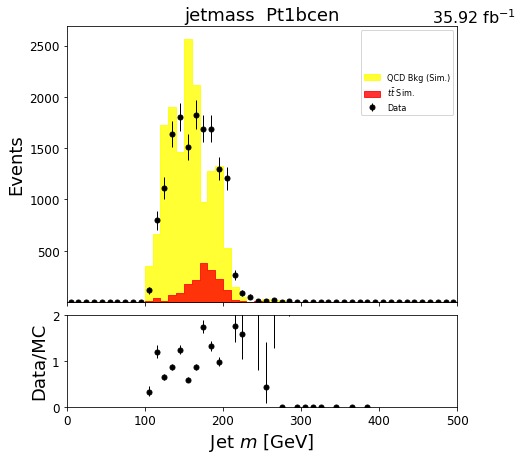 jetmass Pt1bcen
35.92 fb⁻¹
QCD Bkg (Sim.)
tt̄ Sim.
Data
Events
2500
2000
1500
1000
500
Data/MC
2
1
0
0 100 200 300 400 500
Jet m [GeV]